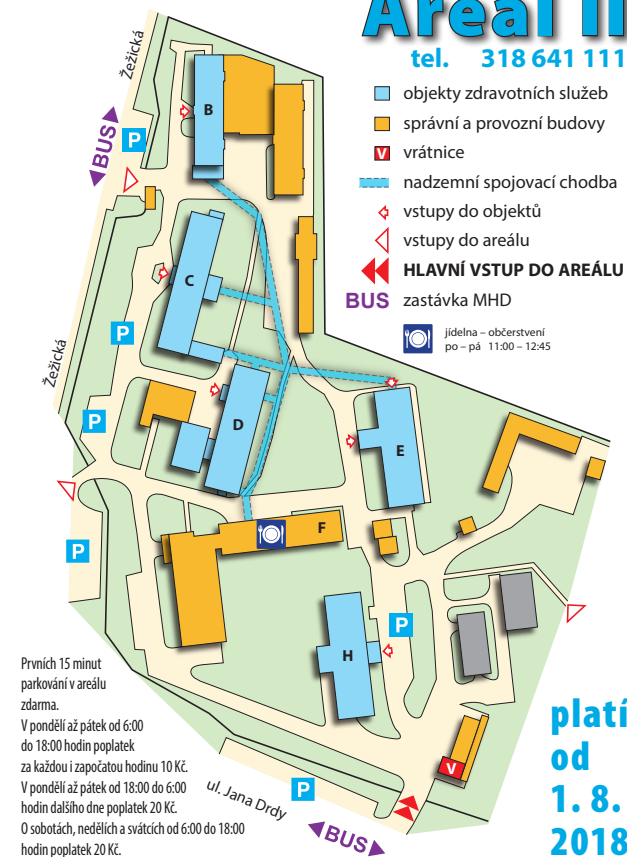 Areál II
tel. 318 641 111
objekty zdravotních služeb
správní a provozní budovy
V vrátnice
nadzemní spojovací chodba
vstupy do objektů
vstupy do areálu
HLAVNÍ VSTUP DO AREÁLU
BUS zastávka MHD
jídelna – občerstvení
po – pá 11:00 – 12:45
Žežická
BUS
P
B
C
P
Žežická
P
D
E
P
F
P
H
V
P
ul. Jana Drdy
BUS
Prvních 15 minut
parkování v areálu
zdarma.
V pondělí až pátek od 6:00
do 18:00 hodin poplatek
za každou i započatou hodinu 10 Kč.
V pondělí až pátek od 18:00 do 6:00
hodin dalšího dne poplatek 20 Kč.
O sobotách, nedělích a svátcích od 6:00 do 18:00
hodin poplatek 20 Kč.
platí
od
1. 8.
2018